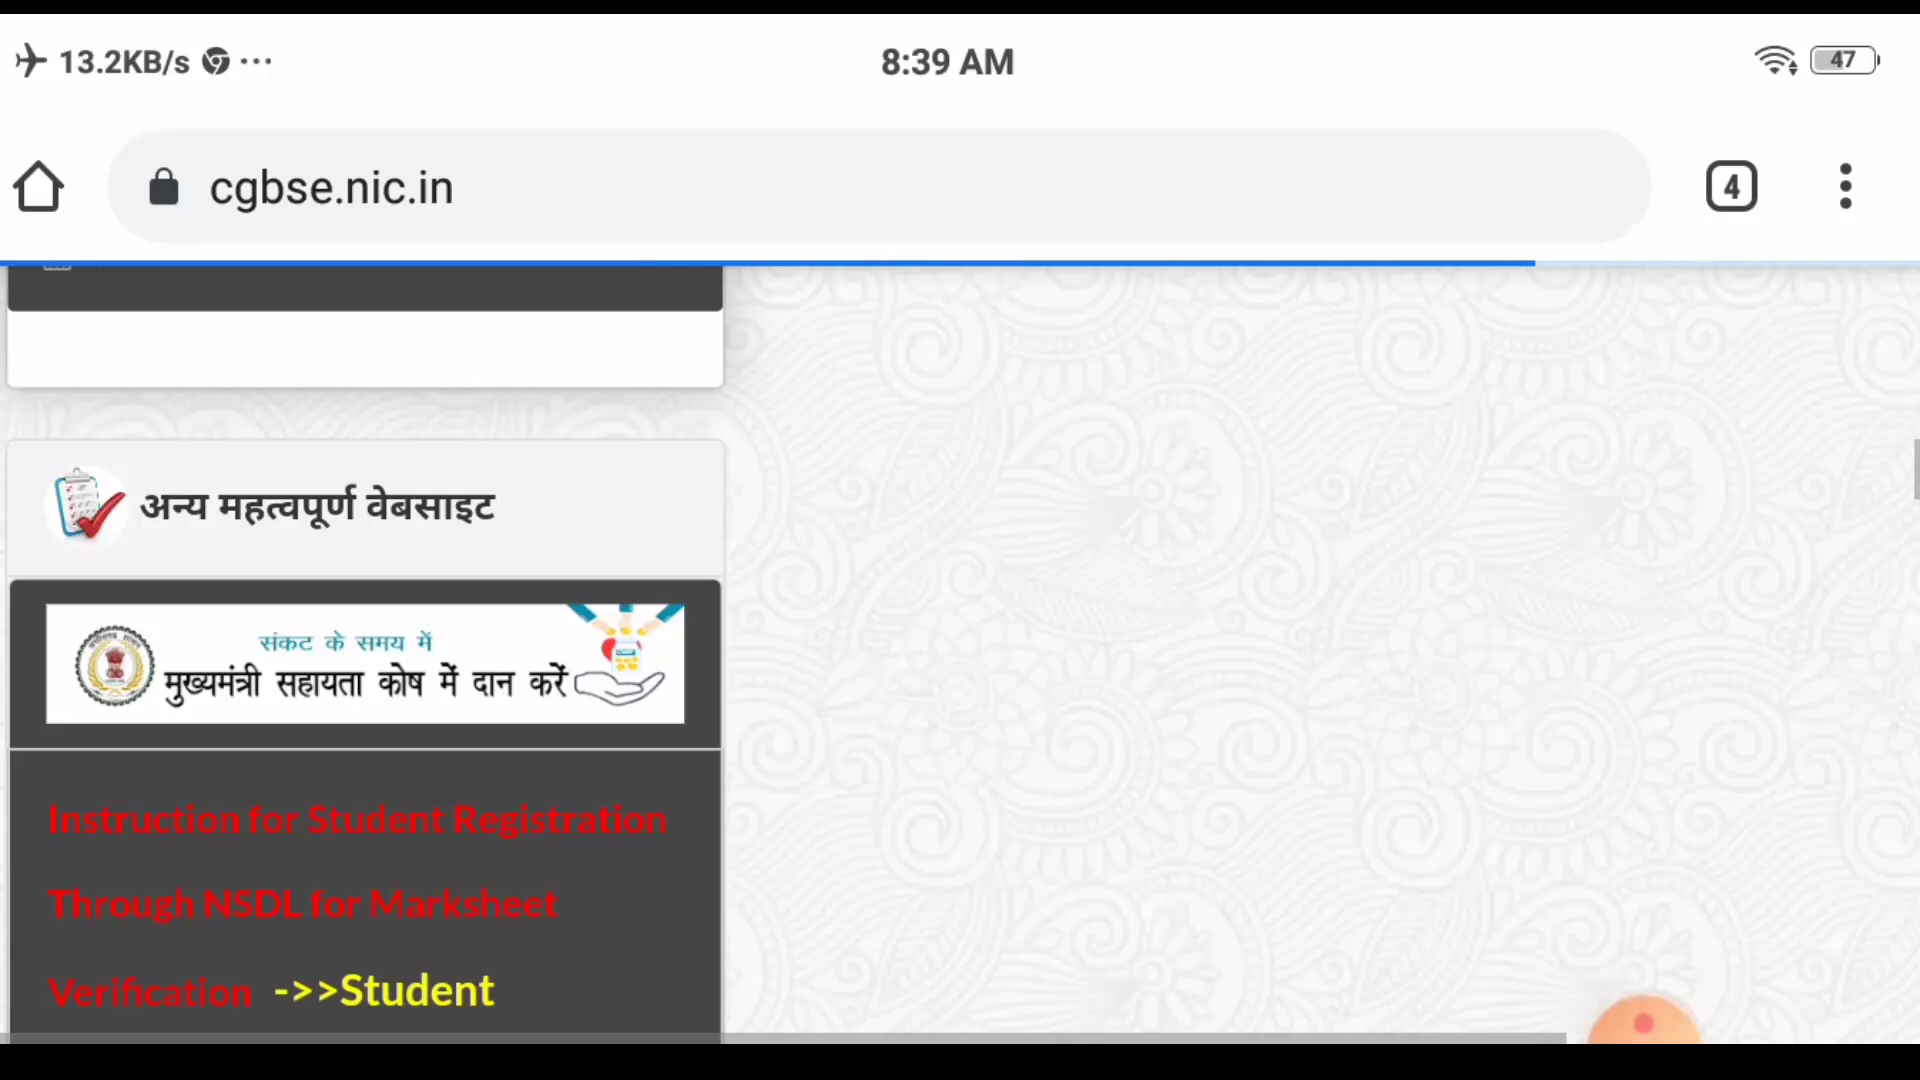 13.2KB/s ...
8:39 AM
47
cgbse.nic.in
4
अन्य महत्वपूर्ण वेबसाइट
संकट के समय में
मुख्यमंत्री सहायता कोष में दान करें
Instruction for Student Registration
Through NSDL for Marksheet
Verification ->>Student